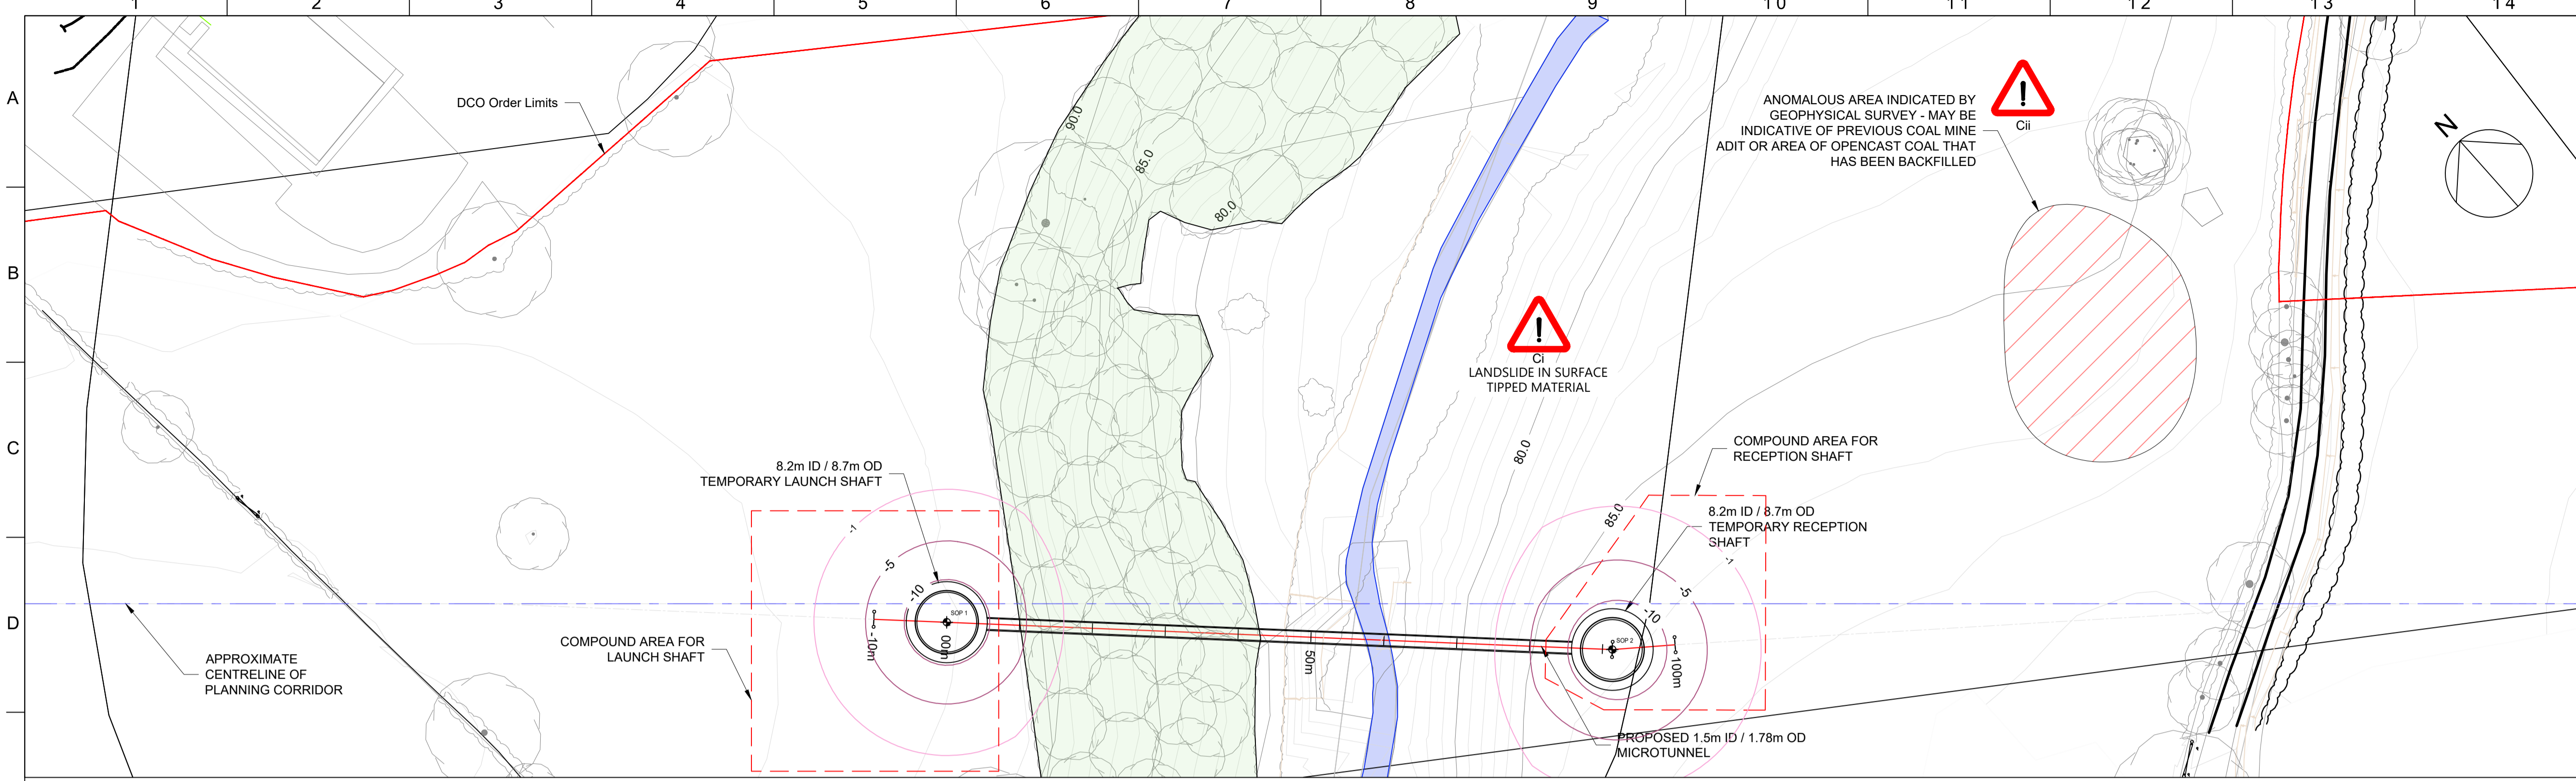 1 2 3 4 5 6 7 8 9 10 11 12 13 14
A
B
C
D
DCO Order Limits
90.0
85.0
80.0
ANOMALOUS AREA INDICATED BY
GEOPHYSICAL SURVEY - MAY BE
INDICATIVE OF PREVIOUS COAL MINE
ADIT OR AREA OF OPENCAST COAL THAT
HAS BEEN BACKFILLED
!
Cii
N
!
Ci
LANDSLIDE IN SURFACE
TIPPED MATERIAL
80.0
85.0
COMPOUND AREA FOR
RECEPTION SHAFT
8.2m ID / 8.7m OD
TEMPORARY LAUNCH SHAFT
8.2m ID / 8.7m OD
TEMPORARY RECEPTION
SHAFT
-1
-5
-10
SOP 1
-10m
00m
50m
-1
-5
-10
SOP 2
100m
COMPOUND AREA FOR
LAUNCH SHAFT
APPROXIMATE
CENTRELINE OF
PLANNING CORRIDOR
PROPOSED 1.5m ID / 1.78m OD
MICROTUNNEL